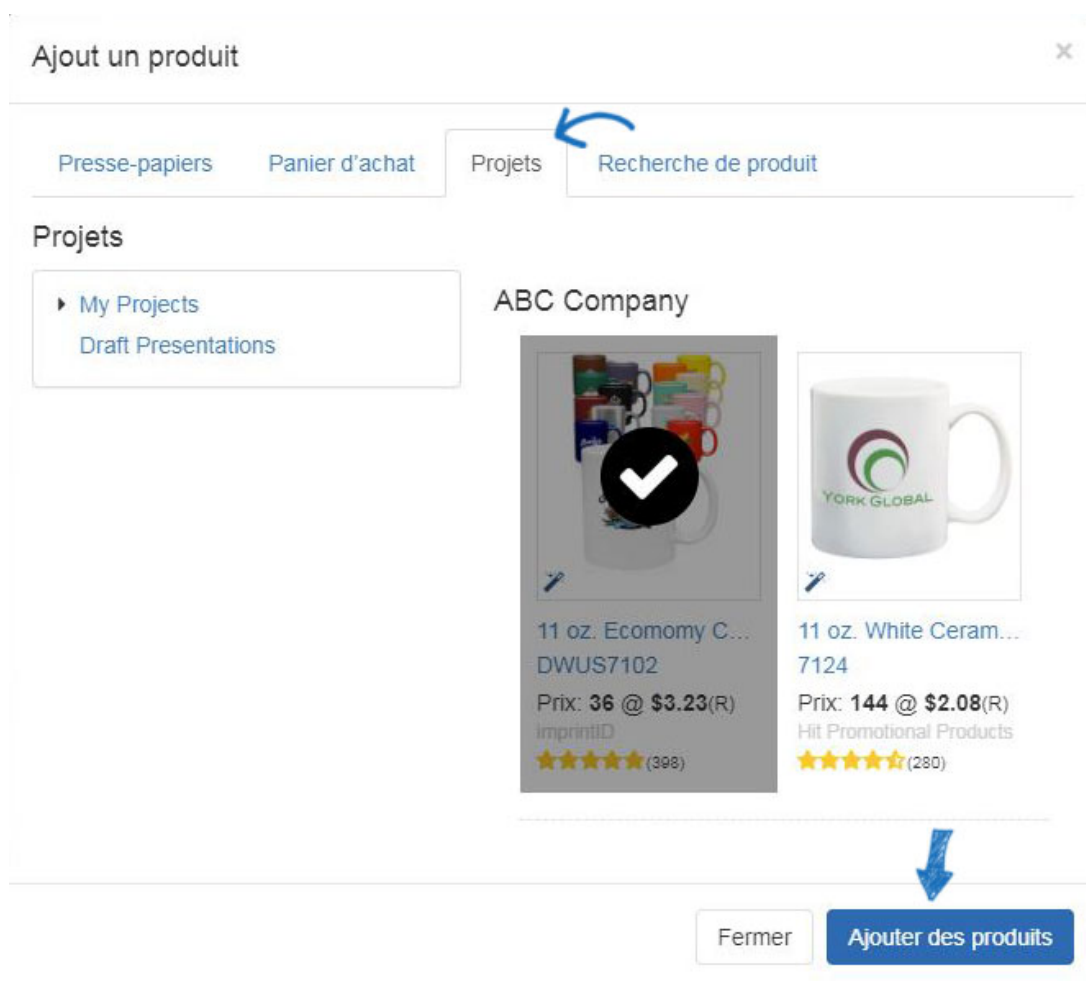 Ajout un produit
×
Presse-papiers
Panier d'achat
Projets
Recherche de produit
Projets
My Projects
Draft Presentations
ABC Company
YORK GLOBAL
11 oz. Ecomomy C...
DWUS7102
Prix: 36 @ $3.23(R)
imprintID
(398)
11 oz. White Ceram...
7124
Prix: 144 @ $2.08(R)
Hit Promotional Products
(280)
Fermer
Ajouter des produits